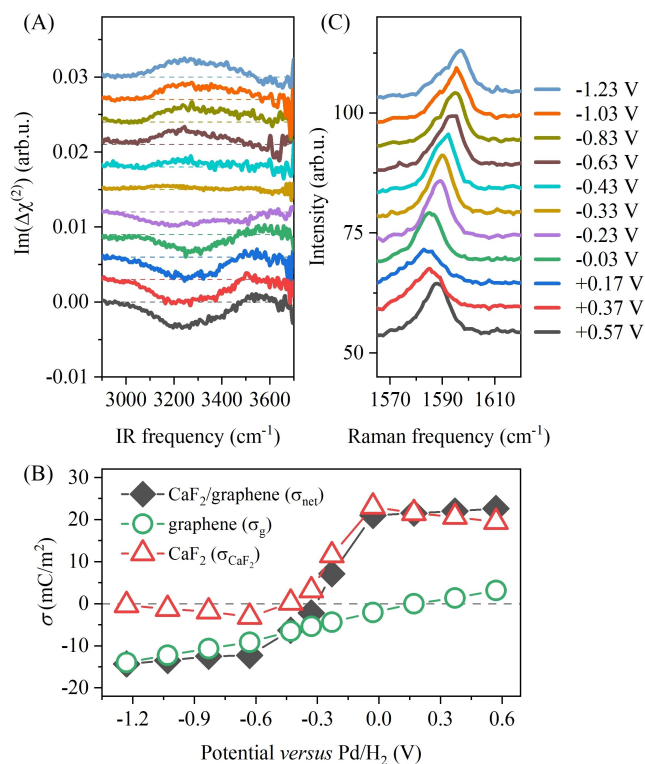 (A)
(C)
0.03
0.02
0.01
0.00
-0.01
Im(Δχ⁽²⁾) (arb.u.)
3000 3200 3400 3600
IR frequency (cm⁻¹)
100
75
50
Intensity (arb.u.)
1570 1590 1610
Raman frequency (cm⁻¹)
-1.23 V
-1.03 V
-0.83 V
-0.63 V
-0.43 V
-0.33 V
-0.23 V
-0.03 V
+0.17 V
+0.37 V
+0.57 V
(B)
30
20
10
0
-10
-20
σ (mC/m²)
CaF₂/graphene (σnet)
graphene (σg)
CaF₂ (σCaF₂)
-1.2 -0.9 -0.6 -0.3 0.0 0.3 0.6
Potential versus Pd/H₂ (V)